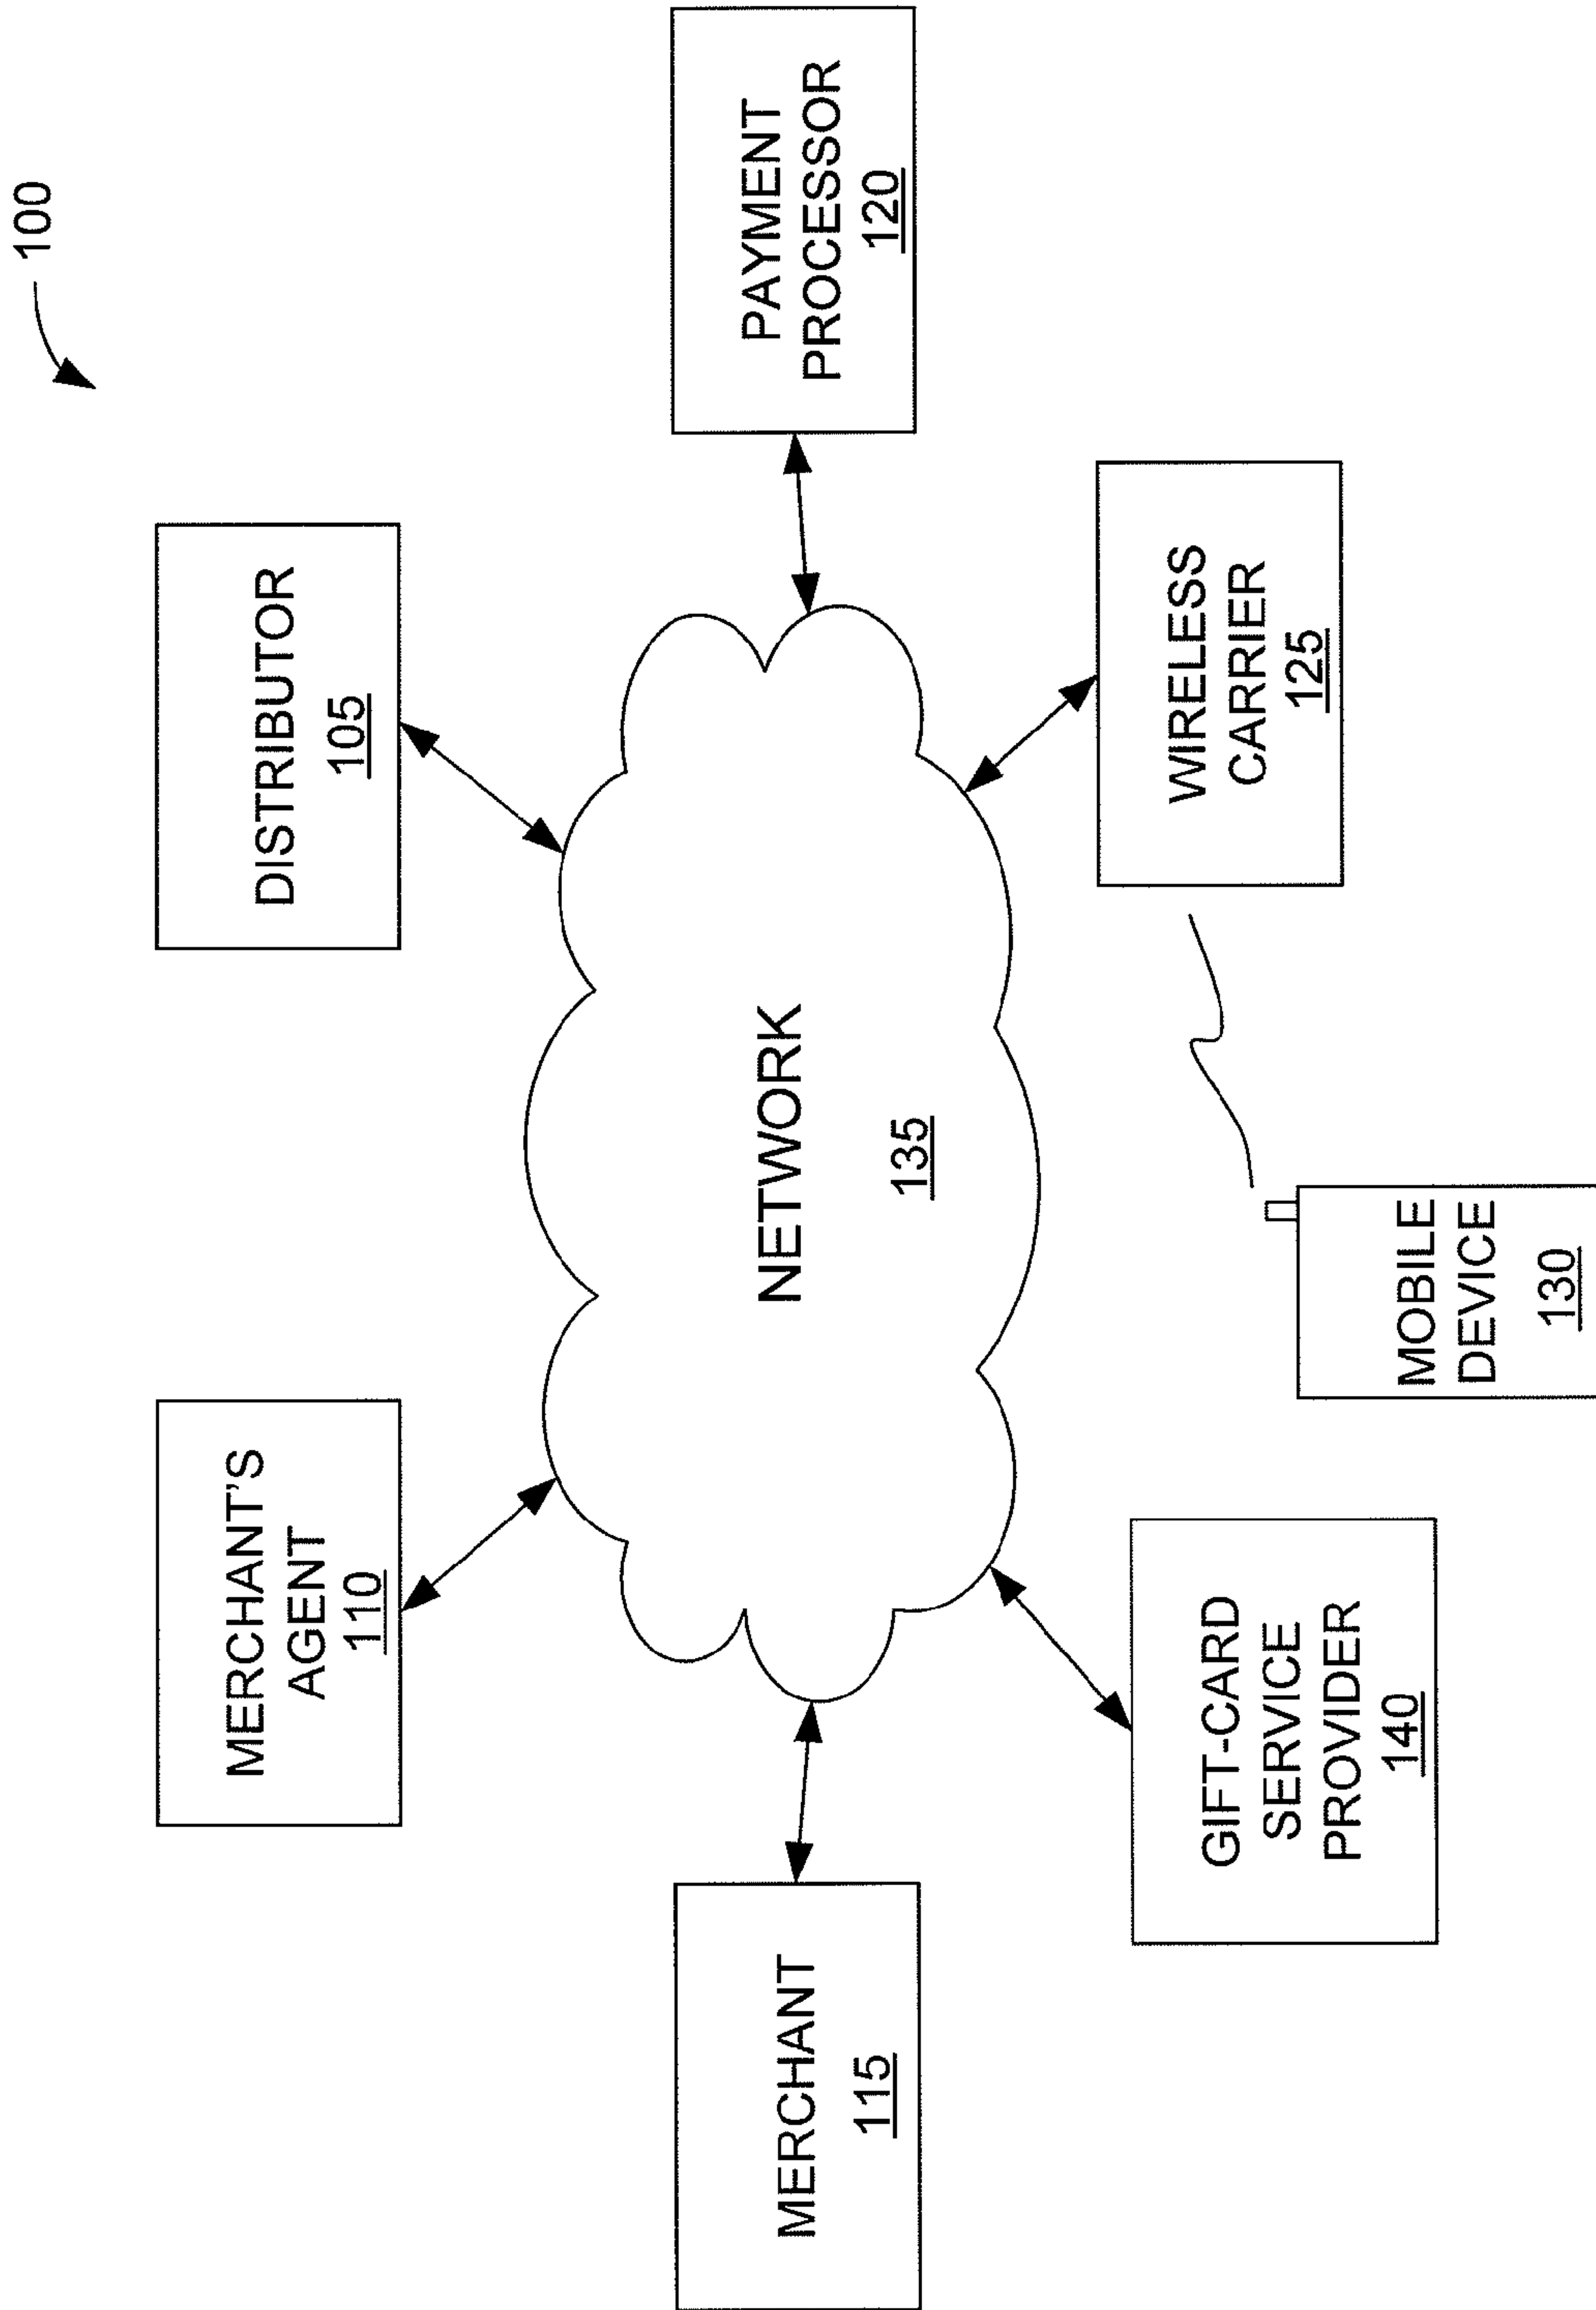 100
MERCHANT'S
AGENT
110
DISTRIBUTOR
105
MERCHANT
115
NETWORK
135
PAYMENT
PROCESSOR
120
GIFT-CARD
SERVICE
PROVIDER
140
MOBILE
DEVICE
130
WIRELESS
CARRIER
125